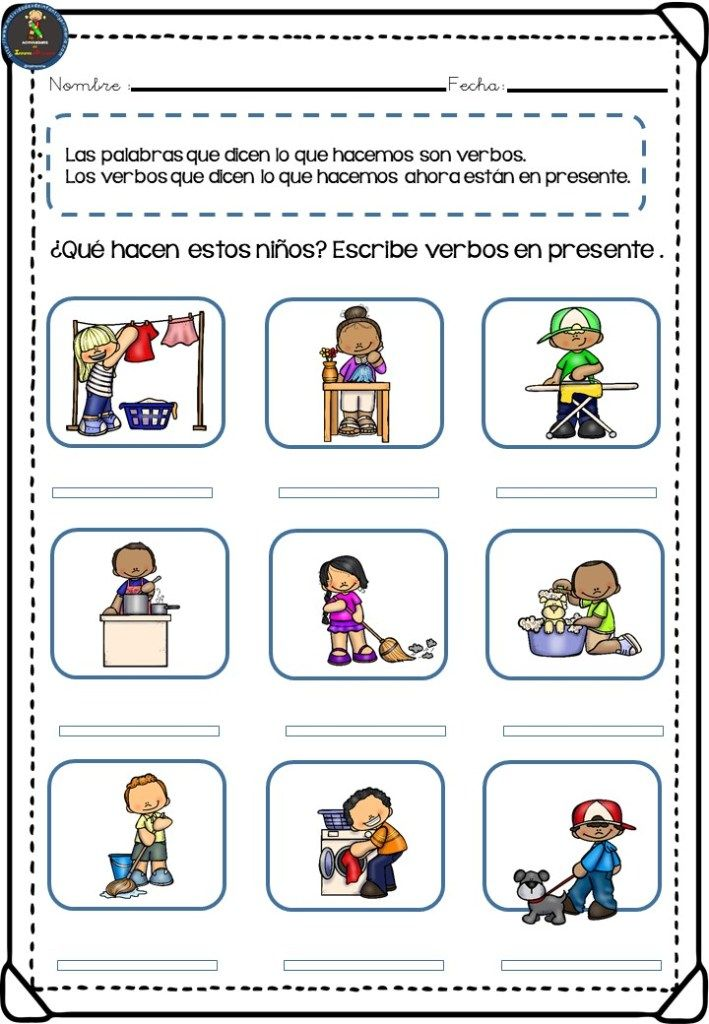 Nombre : Fecha:
Las palabras que dicen lo que hacemos son verbos.
Los verbos que dicen lo que hacemos ahora están en presente.
¿Qué hacen estos niños? Escribe verbos en presente .